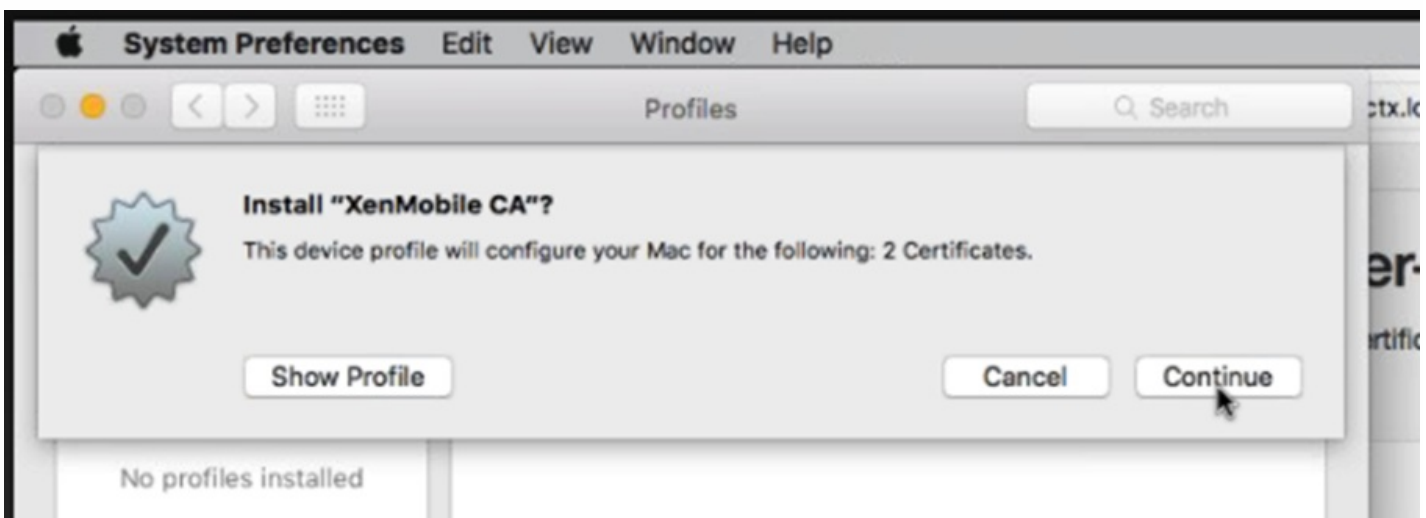 System Preferences Edit View Window Help
Profiles
Search
Install "XenMobile CA"?
This device profile will configure your Mac for the following: 2 Certificates.
Show Profile
Cancel
Continue
No profiles installed